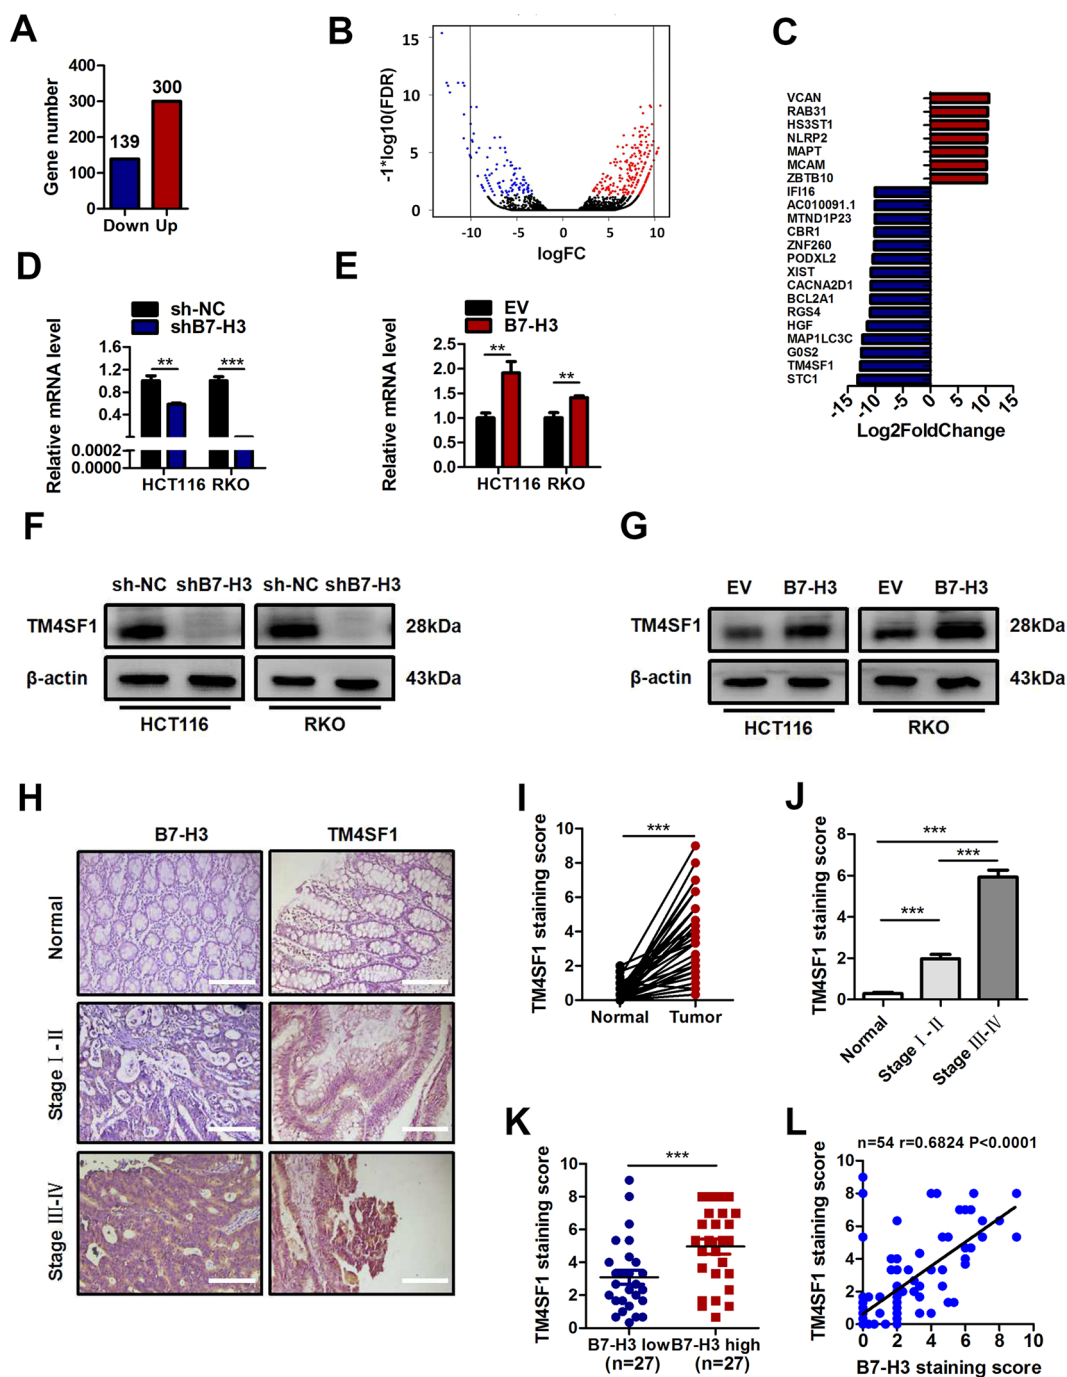 A
Gene number
400
300
200
100
0
139
300
Down Up
B
-1*log10(FDR)
15
10
5
0
-10 -5 0 5 10
logFC
C
VCAN
RAB31
HS3ST1
NLRP2
MAPT
MCAM
ZBTB10
IFI16
AC010091.1
MTND1P23
CBR1
ZNF260
PODXL2
XIST
CACNA2D1
BCL2A1
RGS4
HGF
MAP1LC3C
G0S2
TM4SF1
STC1
-15 -10 -5 0 5 10 15
Log2FoldChange
D
sh-NC
shB7-H3
Relative mRNA level
1.6
1.2
0.8
0.4
0.0002
0.0000
** ***
HCT116 RKO
E
EV
B7-H3
Relative mRNA level
2.5
2.0
1.5
1.0
0.5
0.0
** **
HCT116 RKO
F
sh-NC shB7-H3 sh-NC shB7-H3
TM4SF1 28kDa
β-actin 43kDa
HCT116 RKO
G
EV B7-H3 EV B7-H3
TM4SF1 28kDa
β-actin 43kDa
HCT116 RKO
H
B7-H3 TM4SF1
Normal
Stage Ⅰ-Ⅱ
Stage Ⅲ-Ⅳ
I
TM4SF1 staining score
10
8
6
4
2
0
***
Normal Tumor
J
TM4SF1 staining score
8
6
4
2
0
***
***
***
Normal
Stage Ⅰ-Ⅱ
Stage Ⅲ-Ⅳ
K
TM4SF1 staining score
10
8
6
4
2
0
***
B7-H3 low B7-H3 high
(n=27) (n=27)
L
n=54 r=0.6824 P<0.0001
TM4SF1 staining score
10
8
6
4
2
0
0 2 4 6 8 10
B7-H3 staining score